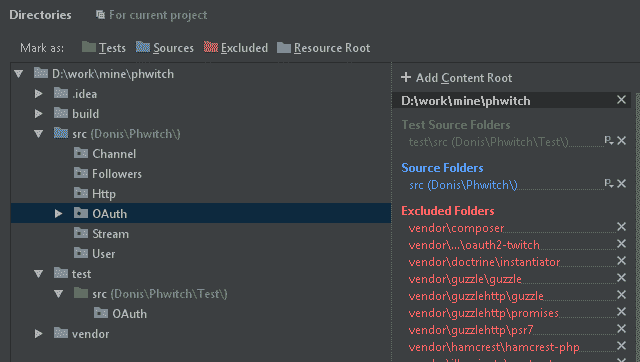 Directories For current project
Mark as: Tests Sources Excluded Resource Root
D:\work\mine\phwitch
.idea
build
src (Donis\Phwitch\)
Channel
Followers
Http
OAuth
Stream
User
test
src (Donis\Phwitch\Test\)
OAuth
vendor
+ Add Content Root
D:\work\mine\phwitch
Test Source Folders
test\src (Donis\Phwitch\Test\)
Source Folders
src (Donis\Phwitch\)
Excluded Folders
vendor\composer
vendor\...\oauth2-twitch
vendor\doctrine\instantiator
vendor\guzzle\guzzle
vendor\guzzlehttp\guzzle
vendor\guzzlehttp\promises
vendor\guzzlehttp\psr7
vendor\hamcrest\hamcrest-php